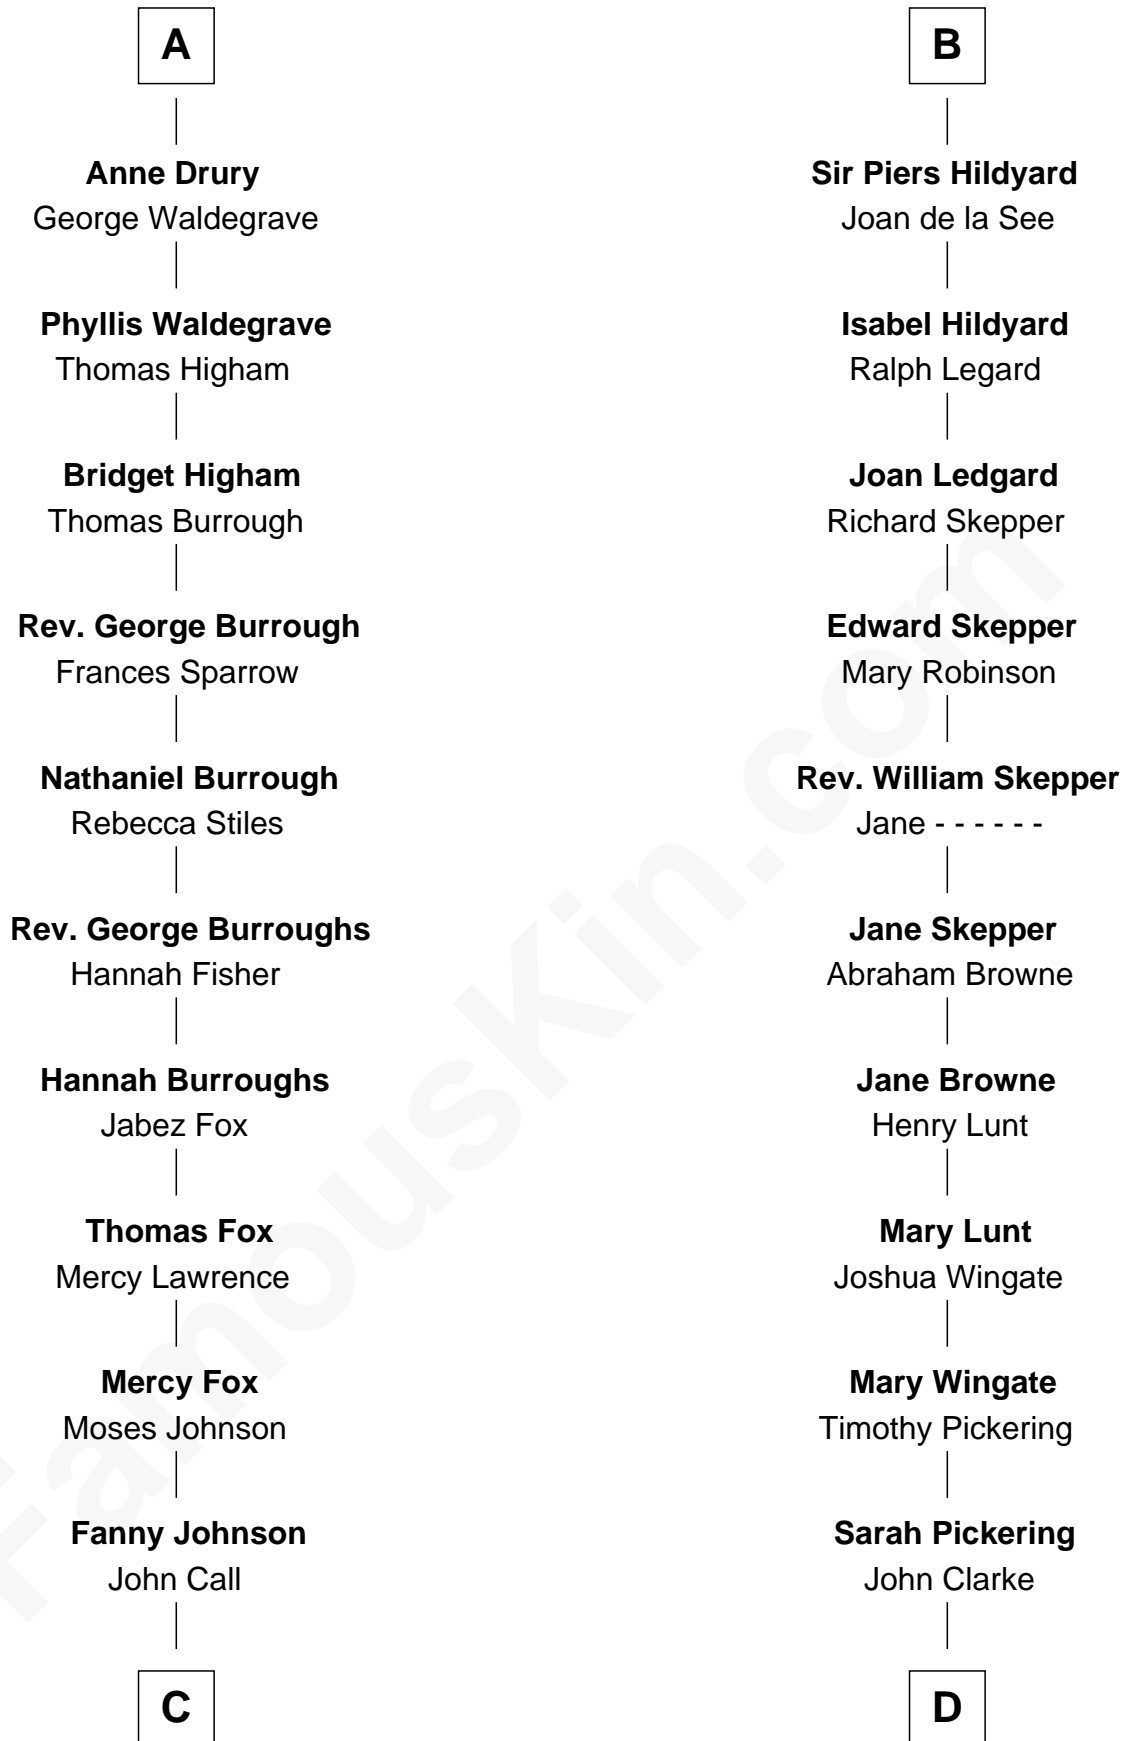 A
Anne Drury
George Waldegrave
Phyllis Waldegrave
Thomas Higham
Bridget Higham
Thomas Burrough
Rev. George Burrough
Frances Sparrow
Nathaniel Burrough
Rebecca Stiles
Rev. George Burroughs
Hannah Fisher
Hannah Burroughs
Jabez Fox
Thomas Fox
Mercy Lawrence
Mercy Fox
Moses Johnson
Fanny Johnson
John Call
C
B
Sir Piers Hildyard
Joan de la See
Isabel Hildyard
Ralph Legard
Joan Ledgard
Richard Skepper
Edward Skepper
Mary Robinson
Rev. William Skepper
Jane - - - - - -
Jane Skepper
Abraham Browne
Jane Browne
Henry Lunt
Mary Lunt
Joshua Wingate
Mary Wingate
Timothy Pickering
Sarah Pickering
John Clarke
D
FamousKin.com